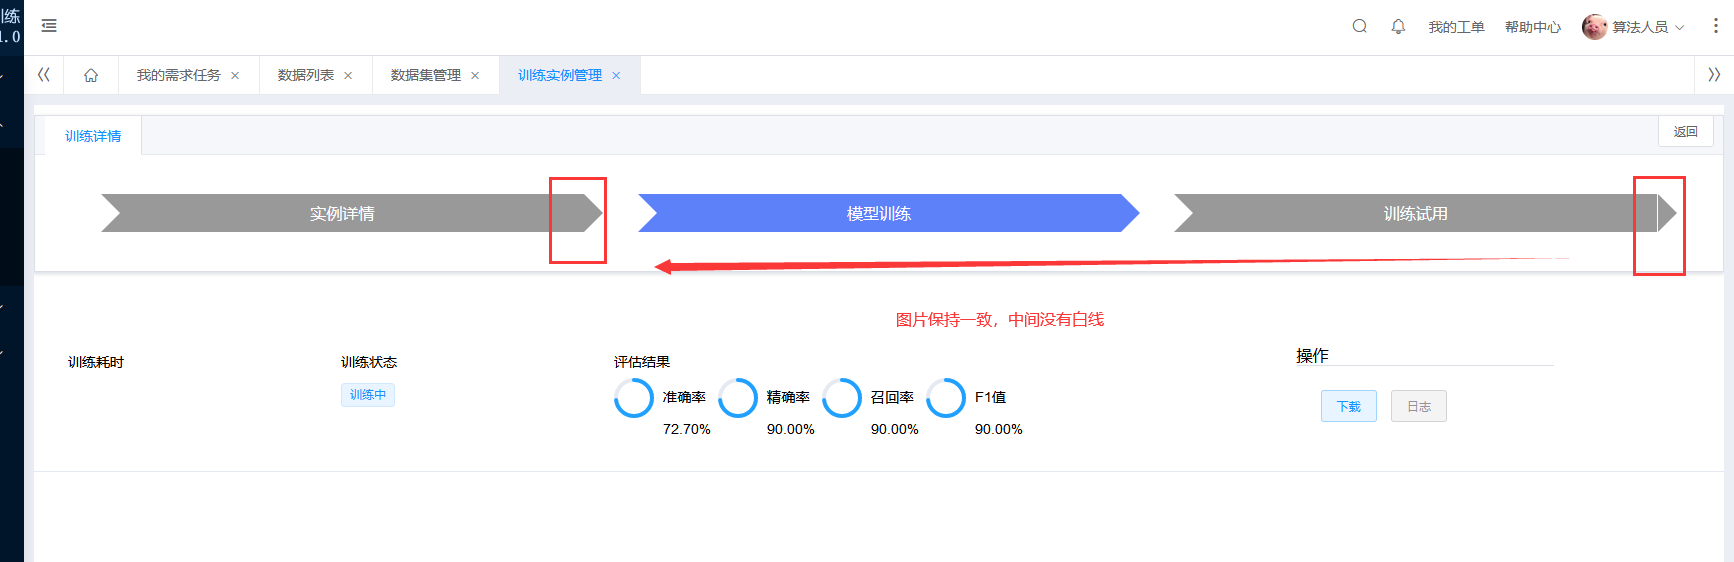 训练
1.0
我的工单 帮助中心 算法人员
我的需求任务 数据列表 数据集管理 训练实例管理
训练详情 返回
实例详情 模型训练 训练试用
图片保持一致，中间没有白线
训练耗时 训练状态 评估结果 操作
训练中 准确率 精确率 召回率 F1值 下载 日志
72.70% 90.00% 90.00% 90.00%